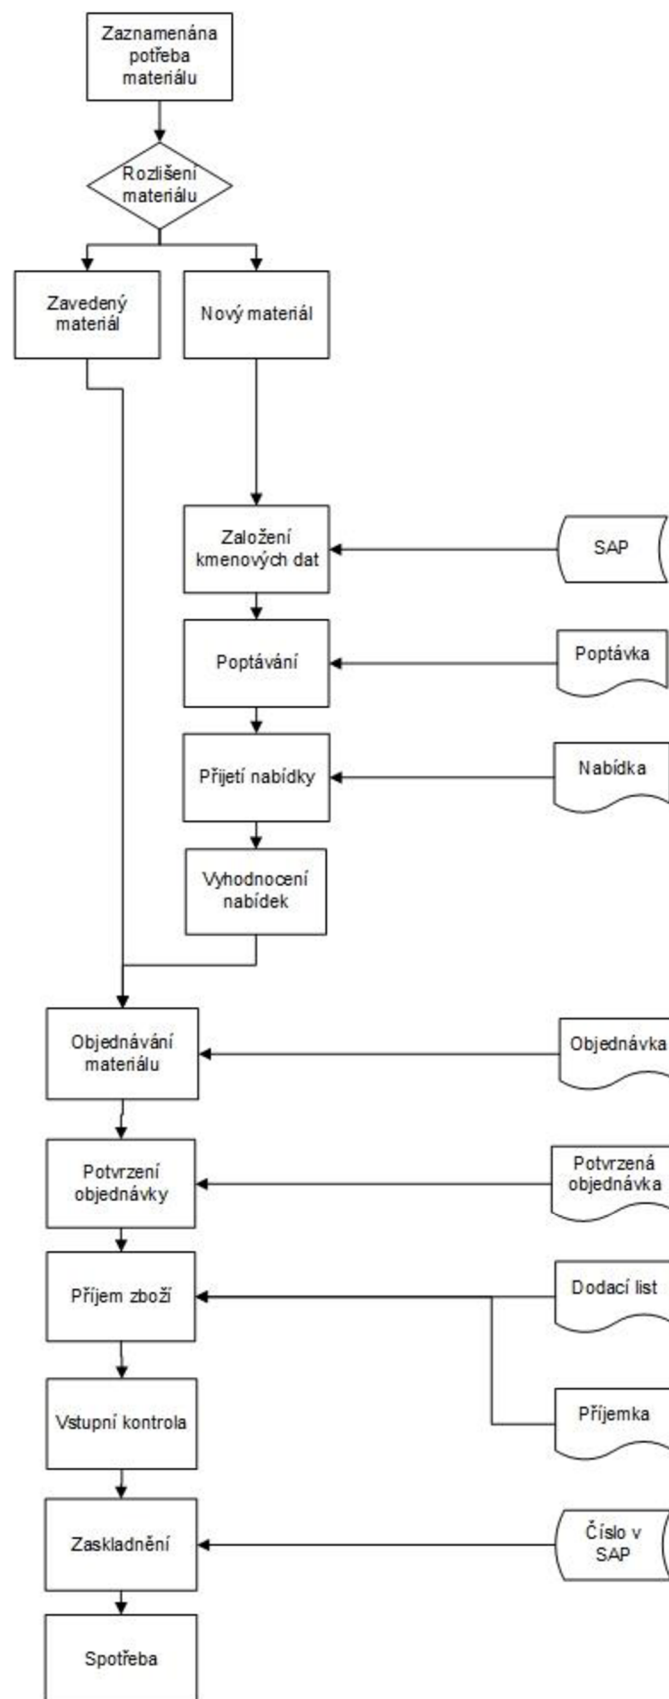 Zaznamenána
potřeba
materiálu
Rozlišení
materiálu
Zavedený
materiál
Nový materiál
Založení
kmenových dat
SAP
Poptávání
Poptávka
Přijetí nabídky
Nabídka
Vyhodnocení
nabídek
Objednávání
materiálu
Objednávka
Potvrzení
objednávky
Potvrzená
objednávka
Příjem zboží
Dodací list
Příjemka
Vstupní kontrola
Zaskladnění
Číslo v
SAP
Spotřeba